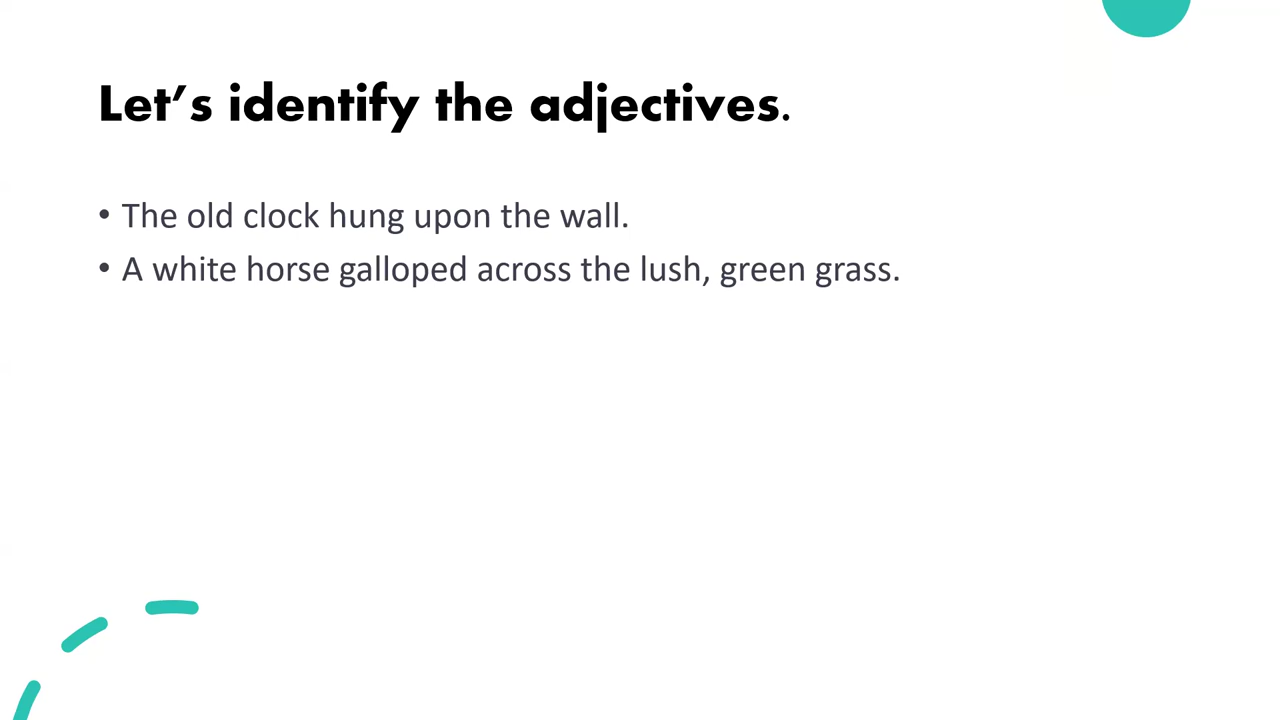 Let’s identify the adjectives.
• The old clock hung upon the wall.
• A white horse galloped across the lush, green grass.